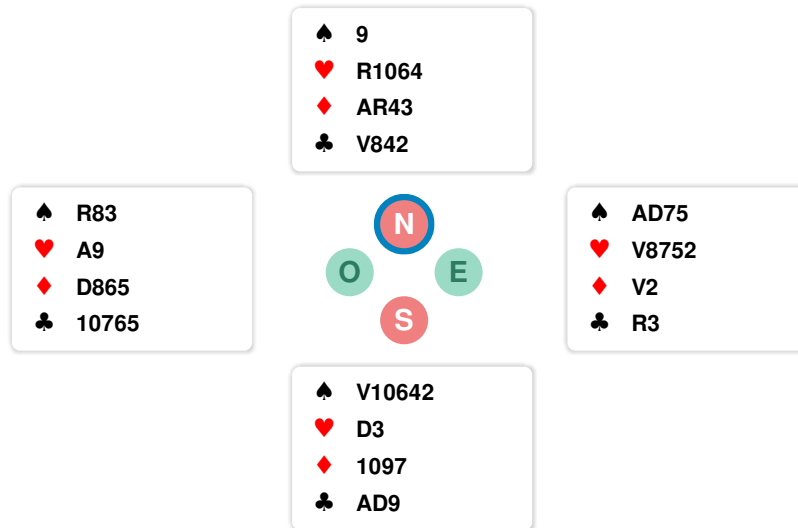 ♠ 9
♥ R1064
♦ AR43
♣ V842
♠ R83
♥ A9
♦ D865
♣ 10765
N
O E
S
♠ AD75
♥ V8752
♦ V2
♣ R3
♠ V10642
♥ D3
♦ 1097
♣ AD9